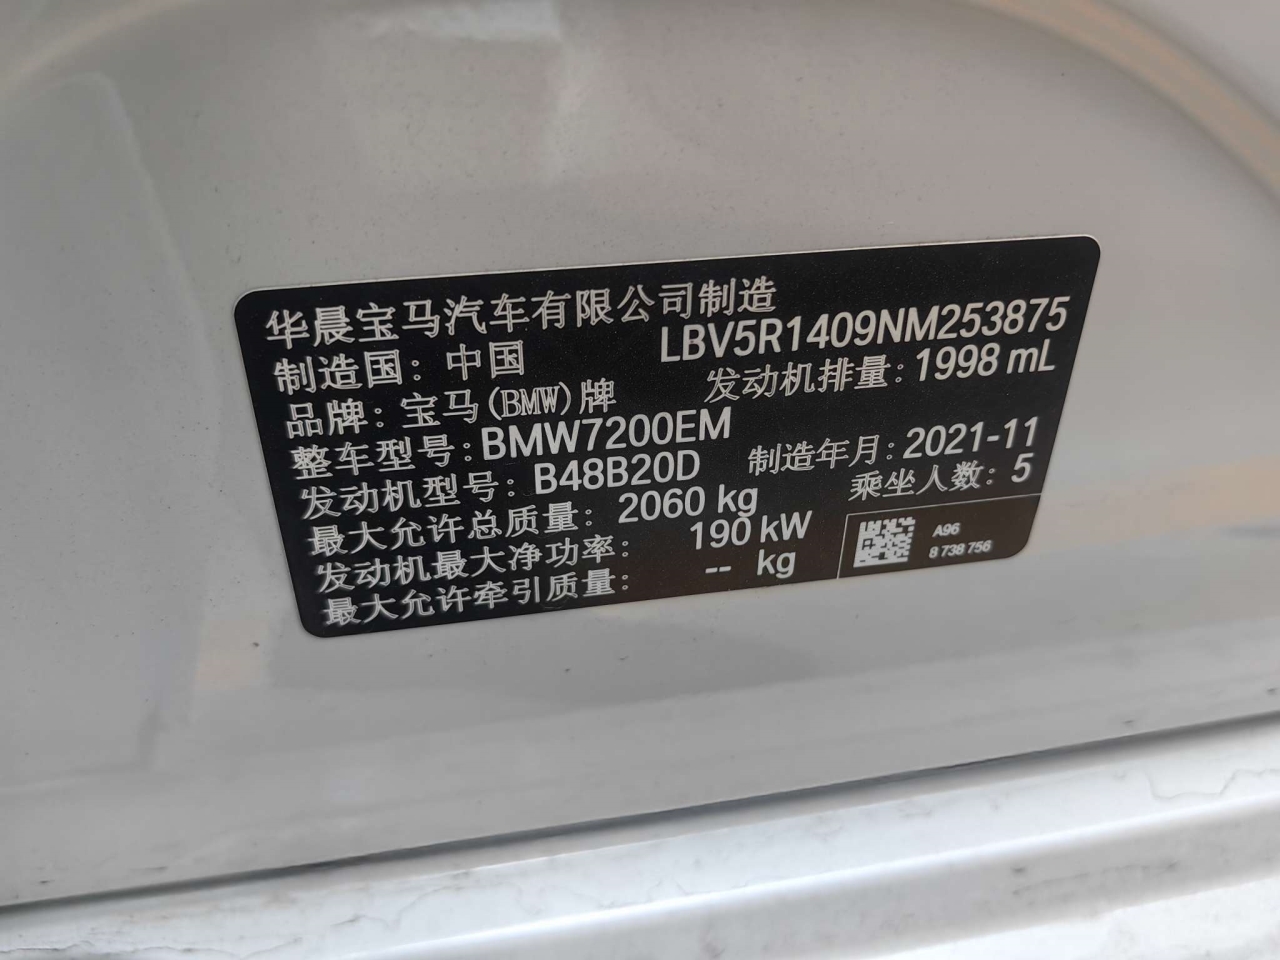 华晨宝马汽车有限公司制造
制造国：中国 LBV5R1409NM253875
品牌：宝马(BMW)牌 发动机排量：1998 mL
整车型号：BMW7200EM
发动机型号：B48B20D 制造年月：2021-11
最大允许总质量：2060 kg 乘坐人数：5
发动机最大净功率：190 kW
最大允许牵引质量：-- kg
A96
8 738 756